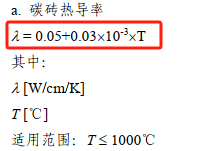 a. 碳砖热导率
λ = 0.05+0.03×10⁻³×T
其中:
λ [W/cm/K]
T [℃]
适用范围: T ≤ 1000℃